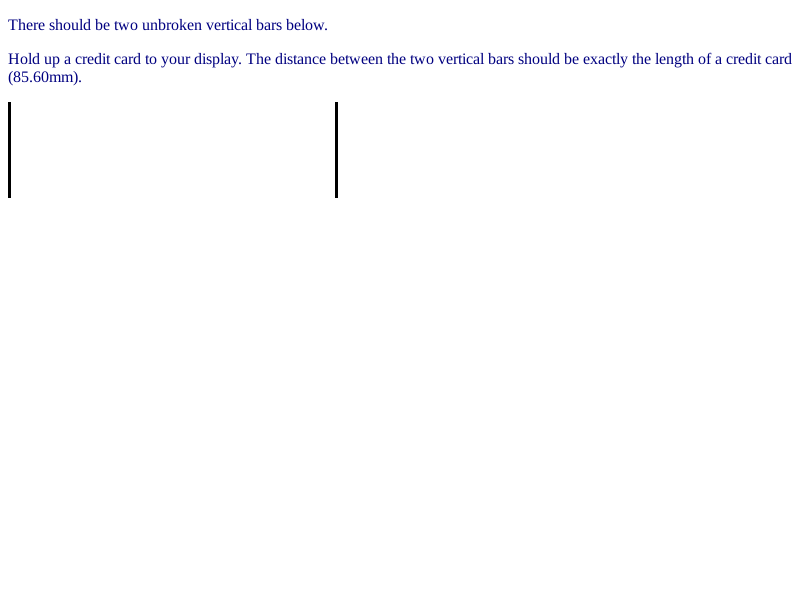 There should be two unbroken vertical bars below.
Hold up a credit card to your display. The distance between the two vertical bars should be exactly the length of a credit card
(85.60mm).